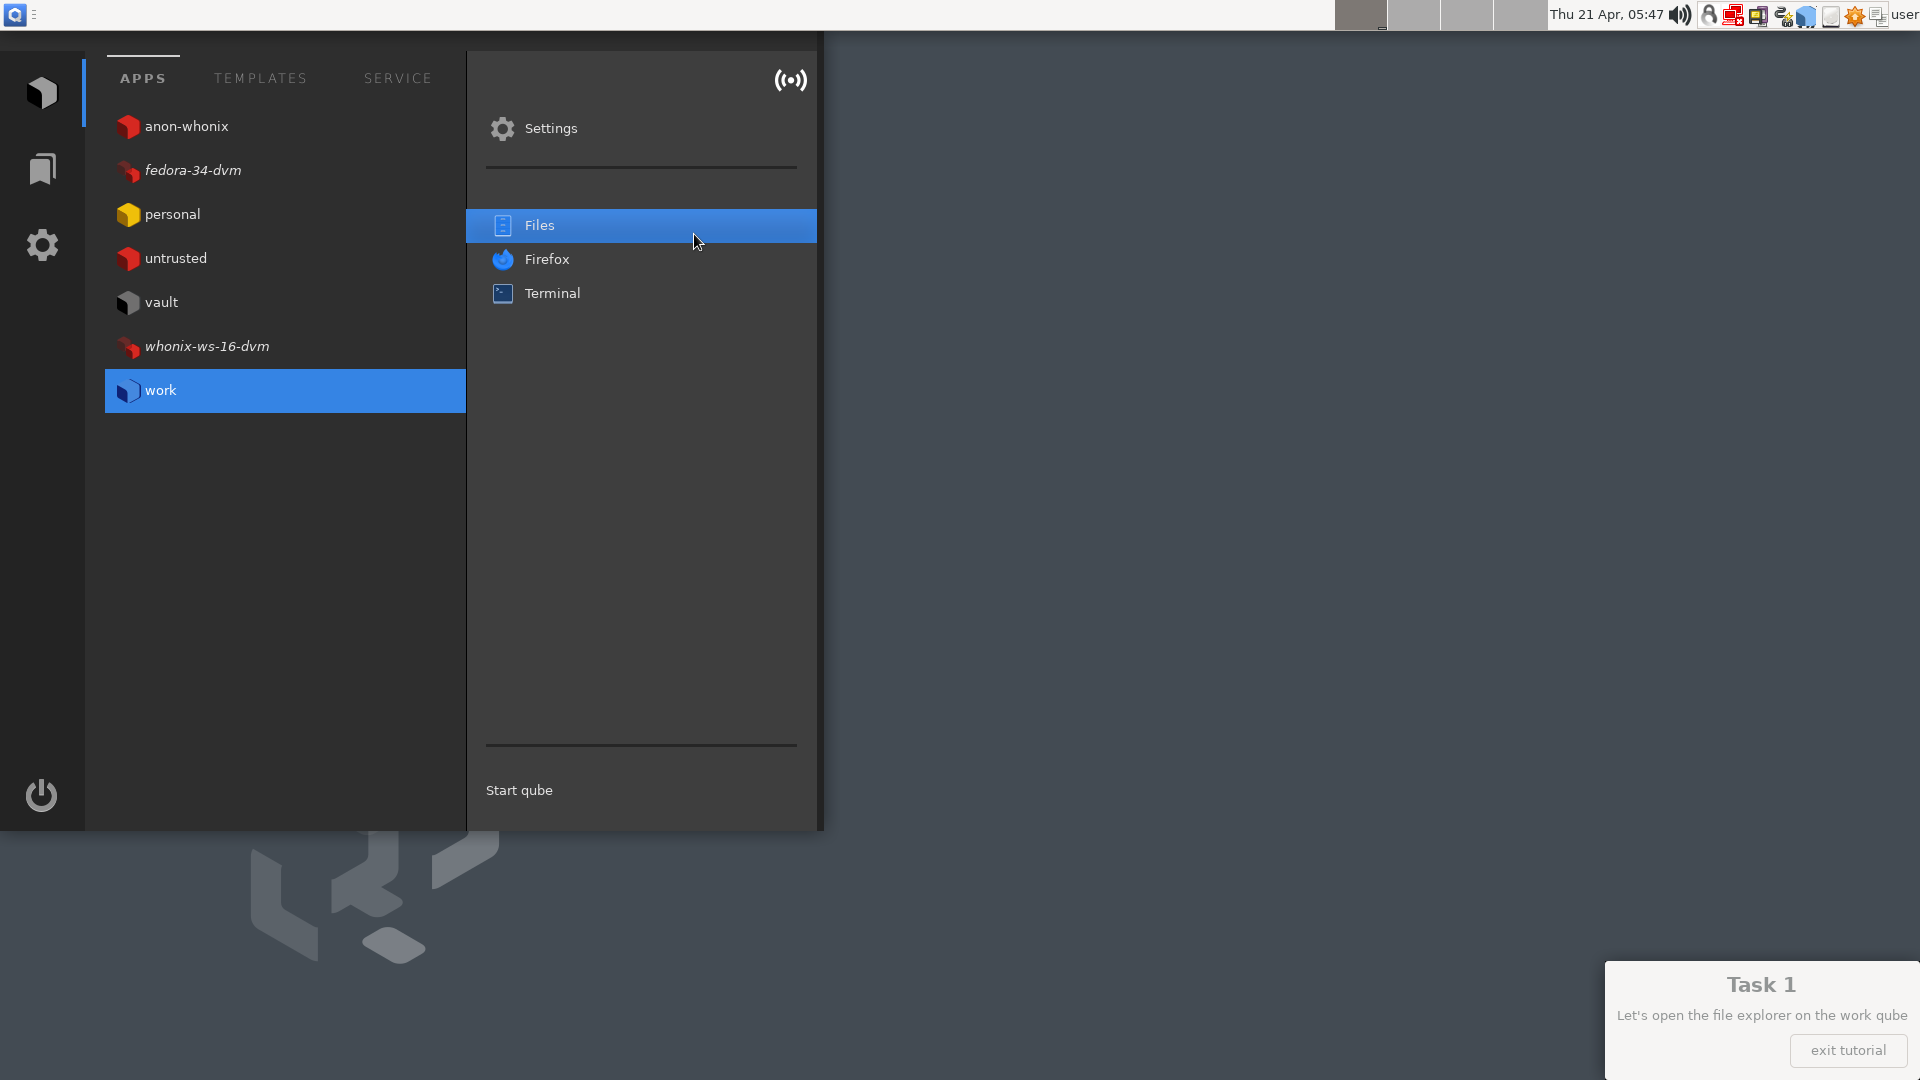 Thu 21 Apr, 05:47
user
APPS TEMPLATES SERVICE
anon-whonix
fedora-34-dvm
personal
untrusted
vault
whonix-ws-16-dvm
work
Settings
Files
Firefox
Terminal
Start qube
Task 1
Let's open the file explorer on the work qube
exit tutorial